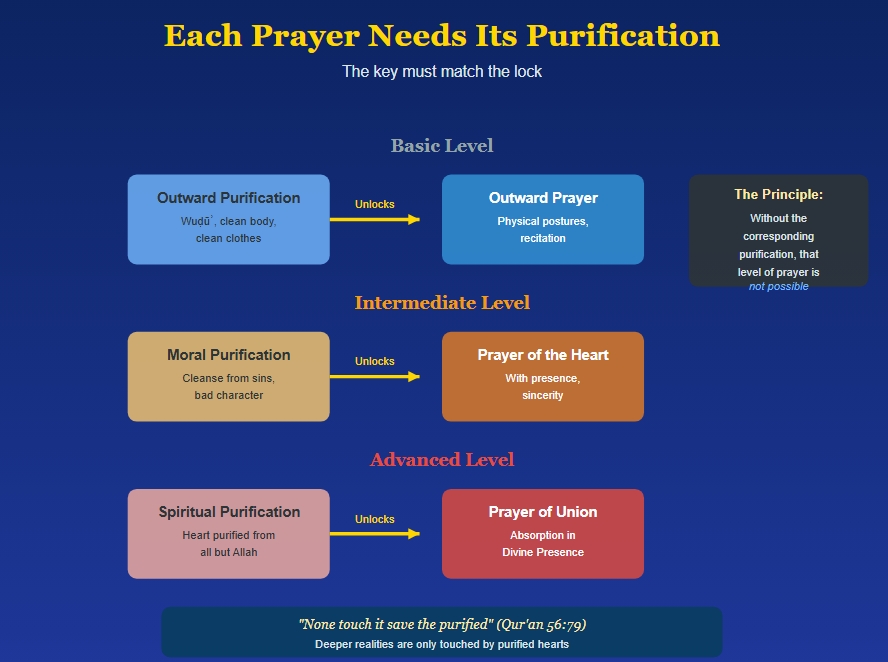 Each Prayer Needs Its Purification
The key must match the lock
Basic Level
Outward Purification
Wuḍūʾ, clean body,
clean clothes
Unlocks
Outward Prayer
Physical postures,
recitation
The Principle:
Without the
corresponding
purification, that
level of prayer is
not possible
Intermediate Level
Moral Purification
Cleanse from sins,
bad character
Unlocks
Prayer of the Heart
With presence,
sincerity
Advanced Level
Spiritual Purification
Heart purified from
all but Allah
Unlocks
Prayer of Union
Absorption in
Divine Presence
"None touch it save the purified" (Qur'an 56:79)
Deeper realities are only touched by purified hearts